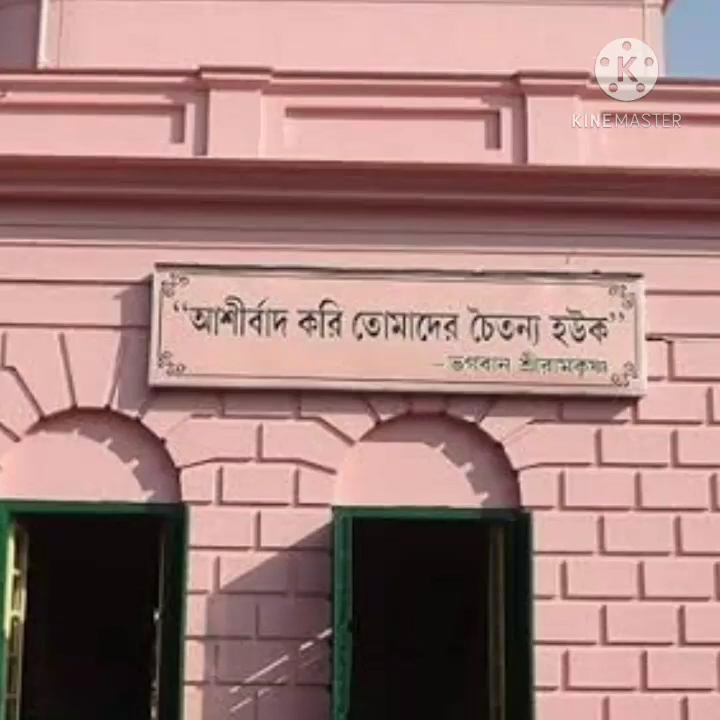 K
KINEMASTER
“আশীর্বাদ করি তোমাদের চৈতন্য হউক”
– ভগবান শ্রীরামকৃষ্ণ